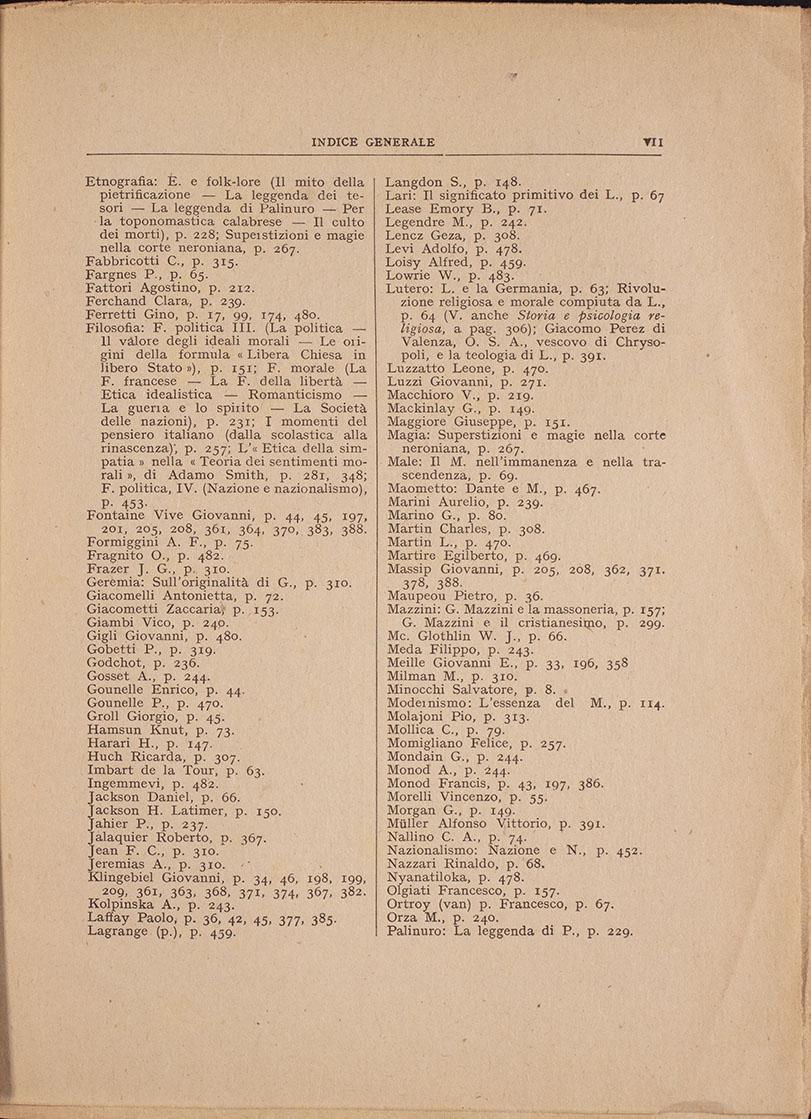 INDICE GENERALE VII
Etnografia: E. e folk-lore (Il mito della
pietrificazione — La leggenda dei te-
sori — La leggenda di Palinuro — Per
la toponomastica calabrese — Il culto
dei morti), p. 228; Superstizioni e magie
nella corte neroniana, p. 267.
Fabbricotti C., p. 315.
Fargnes P., p. 65.
Fattori Agostino, p. 212.
Ferchand Clara, p. 239.
Ferretti Gino, p. 17, 99, 174, 480.
Filosofia: F. politica III. (La politica —
Il válore degli ideali morali — Le ori-
gini della formula « Libera Chiesa in
libero Stato »), p. 151; F. morale (La
F. francese — La F. della libertà —
Etica idealistica — Romanticismo —
La guerra e lo spirito — La Società
delle nazioni), p. 231; I momenti del
pensiero italiano (dalla scolastica alla
rinascenza), p. 257; L'« Etica della sim-
patia » nella « Teoria dei sentimenti mo-
rali », di Adamo Smith, p. 281, 348;
F. politica, IV. (Nazione e nazionalismo),
p. 453.
Fontaine Vive Giovanni, p. 44, 45, 197,
201, 205, 208, 361, 364, 370, 383, 388.
Formiggini A. F., p. 75.
Fragnito O., p. 482.
Frazer J. G., p. 310.
Geremia: Sull'originalità di G., p. 310.
Giacomelli Antonietta, p. 72.
Giacometti Zaccaria, p. 153.
Giambi Vico, p. 240.
Gigli Giovanni, p. 480.
Gobetti P., p. 319.
Godchot, p. 236.
Gosset A., p. 244.
Gounelle Enrico, p. 44.
Gounelle P., p. 470.
Groll Giorgio, p. 45.
Hamsun Knut, p. 73.
Harari H., p. 147.
Huch Ricarda, p. 307.
Imbart de la Tour, p. 63.
Ingemmevi, p. 482.
Jackson Daniel, p. 66.
Jackson H. Latimer, p. 150.
Jahier P., p. 237.
Jalaquier Roberto, p. 367.
Jean F. C., p. 310.
Jeremias A., p. 310.
Klingebiel Giovanni, p. 34, 46, 198, 199,
209, 361, 363, 368, 371, 374, 367, 382.
Kolpinska A., p. 243.
Laffay Paolo, p. 36, 42, 45, 377, 385.
Lagrange (p.), p. 459.
Langdon S., p. 148.
Lari: Il significato primitivo dei L., p. 67
Lease Emory B., p. 71.
Legendre M., p. 242.
Lencz Geza, p. 308.
Levi Adolfo, p. 478.
Loisy Alfred, p. 459.
Lowrie W., p. 483.
Lutero: L. e la Germania, p. 63; Rivolu-
zione religiosa e morale compiuta da L.,
p. 64 (V. anche Storia e psicologia re-
ligiosa, a pag. 306); Giacomo Perez di
Valenza, O. S. A., vescovo di Chryso-
poli, e la teologia di L., p. 391.
Luzzatto Leone, p. 470.
Luzzi Giovanni, p. 271.
Macchioro V., p. 219.
Mackinlay G., p. 149.
Maggiore Giuseppe, p. 151.
Magia: Superstizioni e magie nella corte
neroniana, p. 267.
Male: Il M. nell'immanenza e nella tra-
scendenza, p. 69.
Maometto: Dante e M., p. 467.
Marini Aurelio, p. 239.
Marino G., p. 80.
Martin Charles, p. 308.
Martin L., p. 470.
Martire Egilberto, p. 469.
Massip Giovanni, p. 205, 208, 362, 371.
378, 388.
Maupeou Pietro, p. 36.
Mazzini: G. Mazzini e la massoneria, p. 157;
G. Mazzini e il cristianesimo, p. 299.
Mc. Glothlin W. J., p. 66.
Meda Filippo, p. 243.
Meille Giovanni E., p. 33, 196, 358
Milman M., p. 310.
Minocchi Salvatore, p. 8.
Modernismo: L'essenza del M., p. 114.
Molajoni Pio, p. 313.
Mollica C., p. 79.
Momigliano Felice, p. 257.
Mondain G., p. 244.
Monod A., p. 244.
Monod Francis, p. 43, 197, 386.
Morelli Vincenzo, p. 55.
Morgan G., p. 149.
Müller Alfonso Vittorio, p. 391.
Nallino C. A., p. 74.
Nazionalismo: Nazione e N., p. 452.
Nazzari Rinaldo, p. 68.
Nyanatiloka, p. 478.
Olgiati Francesco, p. 157.
Ortroy (van) p. Francesco, p. 67.
Orza M., p. 240.
Palinuro: La leggenda di P., p. 229.